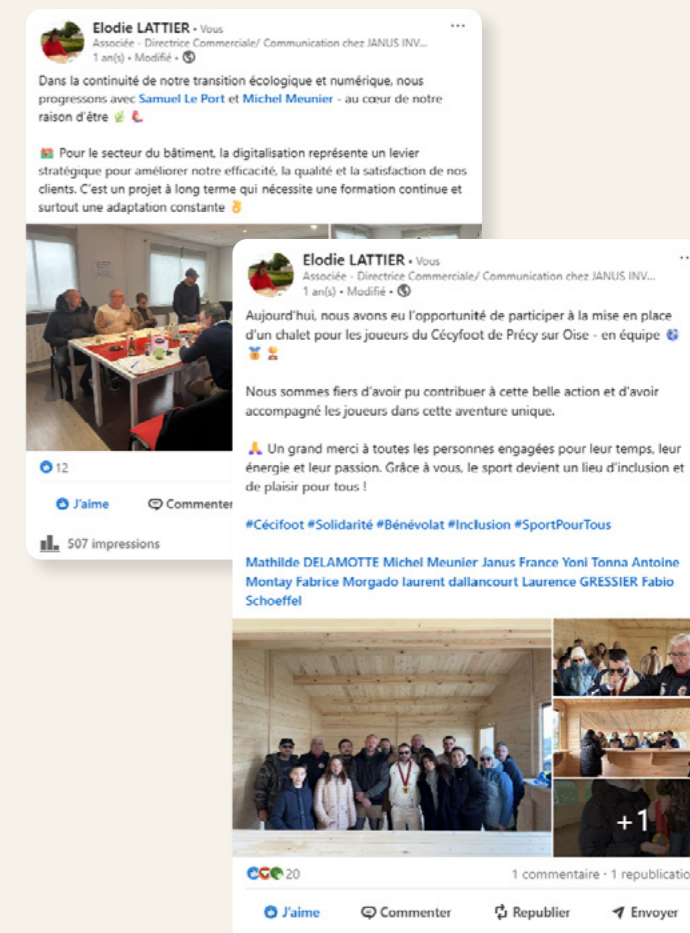 Elodie LATTIER • Vous
Associée - Directrice Commerciale/ Communication chez JANUS INV...
1 an(s) • Modifié •
Dans la continuité de notre transition écologique et numérique, nous
progressons avec Samuel Le Port et Michel Meunier - au cœur de notre
raison d'être
Pour le secteur du bâtiment, la digitalisation représente un levier
stratégique pour améliorer notre efficacité, la qualité et la satisfaction de nos
clients. C'est un projet à long terme qui nécessite une formation continue et
surtout une adaptation constante
12
J'aime
Commenter
507 impressions
Elodie LATTIER • Vous
Associée - Directrice Commerciale/ Communication chez JANUS INV...
1 an(s) • Modifié •
Aujourd'hui, nous avons eu l'opportunité de participer à la mise en place
d'un chalet pour les joueurs du Cécyfoot de Précy sur Oise - en équipe
Nous sommes fiers d'avoir pu contribuer à cette belle action et d'avoir
accompagné les joueurs dans cette aventure unique.
Un grand merci à toutes les personnes engagées pour leur temps, leur
énergie et leur passion. Grâce à vous, le sport devient un lieu d'inclusion et
de plaisir pour tous !
#Cécifoot #Solidarité #Bénévolat #Inclusion #SportPourTous
Mathilde DELAMOTTE Michel Meunier Janus France Yoni Tonna Antoine
Montay Fabrice Morgado laurent dallancourt Laurence GRESSIER Fabio
Schoeffel
+1
20
1 commentaire · 1 republication
J'aime
Commenter
Republier
Envoyer